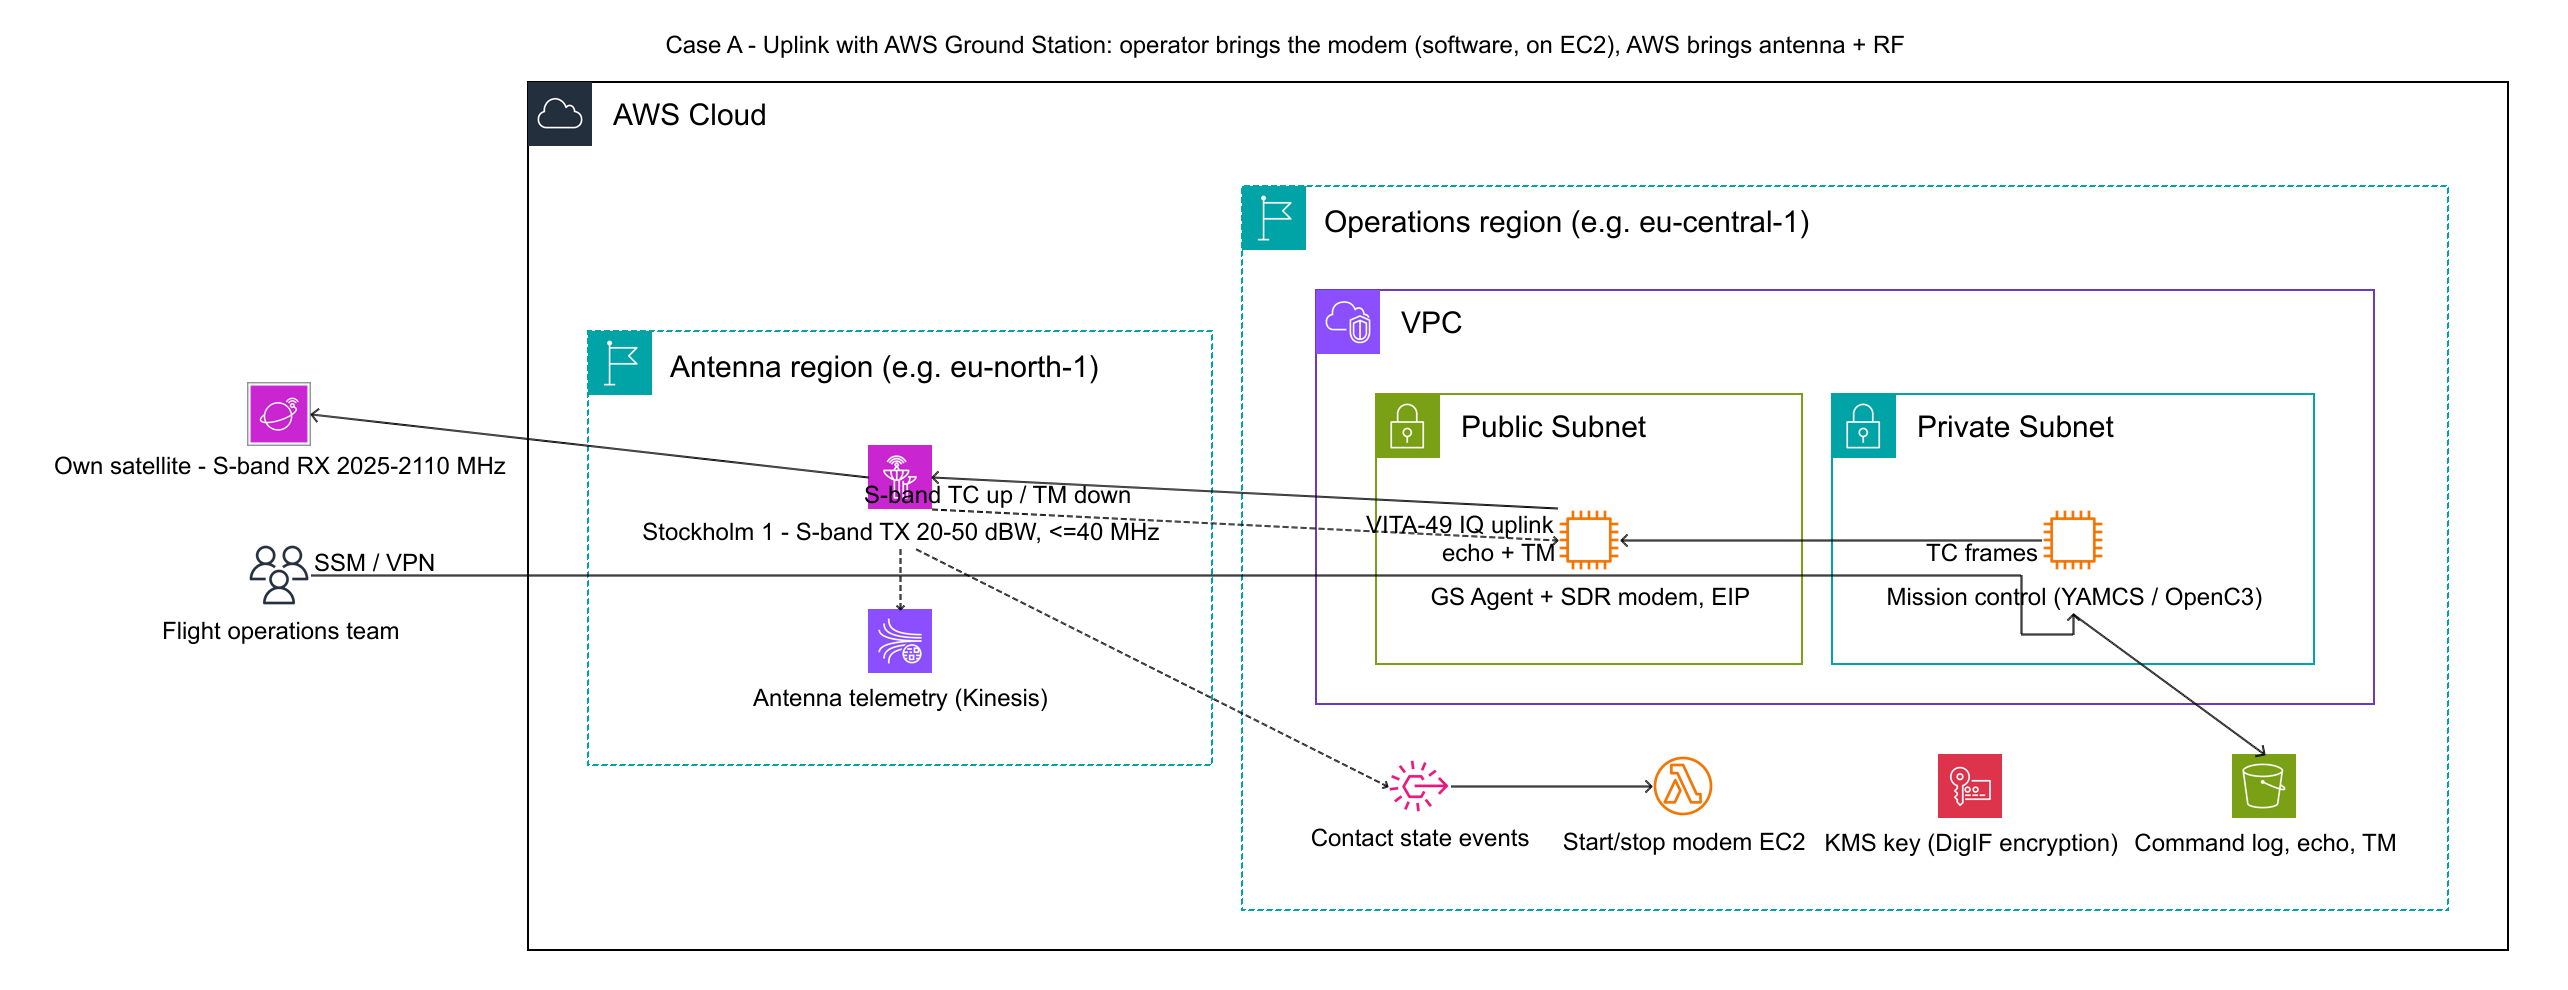 Case A - Uplink with AWS Ground Station: operator brings the modem (software, on EC2), AWS brings antenna + RF
AWS Cloud
Operations region (e.g. eu-central-1)
VPC
Antenna region (e.g. eu-north-1)
Public Subnet
Private Subnet
Own satellite - S-band RX 2025-2110 MHz
S-band TC up / TM down
Stockholm 1 - S-band TX 20-50 dBW, <=40 MHz
VITA-49 IQ uplink
echo + TM
TC frames
SSM / VPN
GS Agent + SDR modem, EIP
Mission control (YAMCS / OpenC3)
Flight operations team
Antenna telemetry (Kinesis)
Contact state events
Start/stop modem EC2
KMS key (DigIF encryption)
Command log, echo, TM